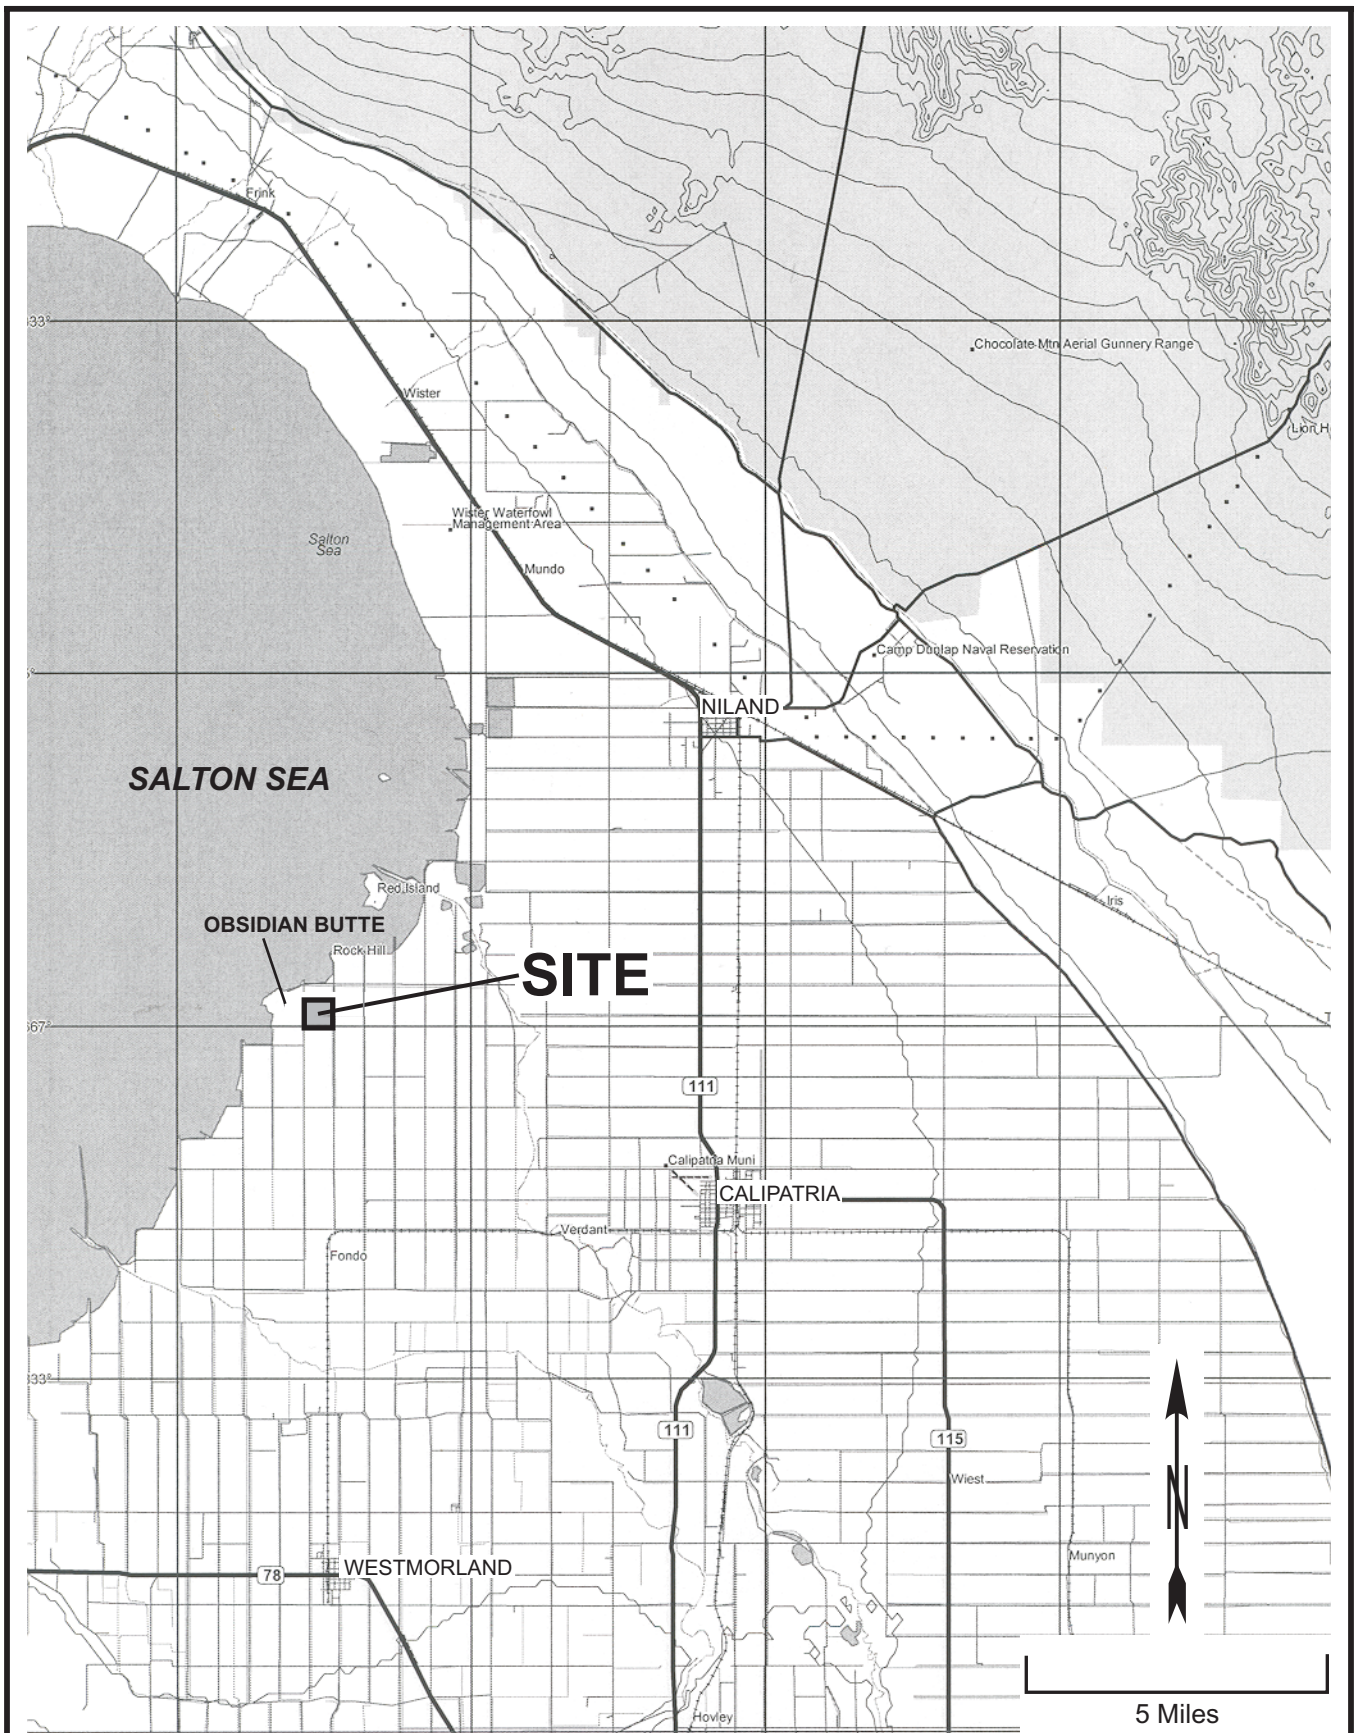 Frink
33°
Chocolate Mtn Aerial Gunnery Range
Wister
Lion H
Wister Waterfowl
Management Area
Salton
Sea
Mundo
Camp Dunlap Naval Reservation
NILAND
SALTON SEA
Red Island
Iris
OBSIDIAN BUTTE
Rock Hill
SITE
67°
T
111
Calipatria Muni
CALIPATRIA
Verdant
Fondo
33°
111
115
Wiest
N
Munyon
78
WESTMORLAND
Hovley
5 Miles